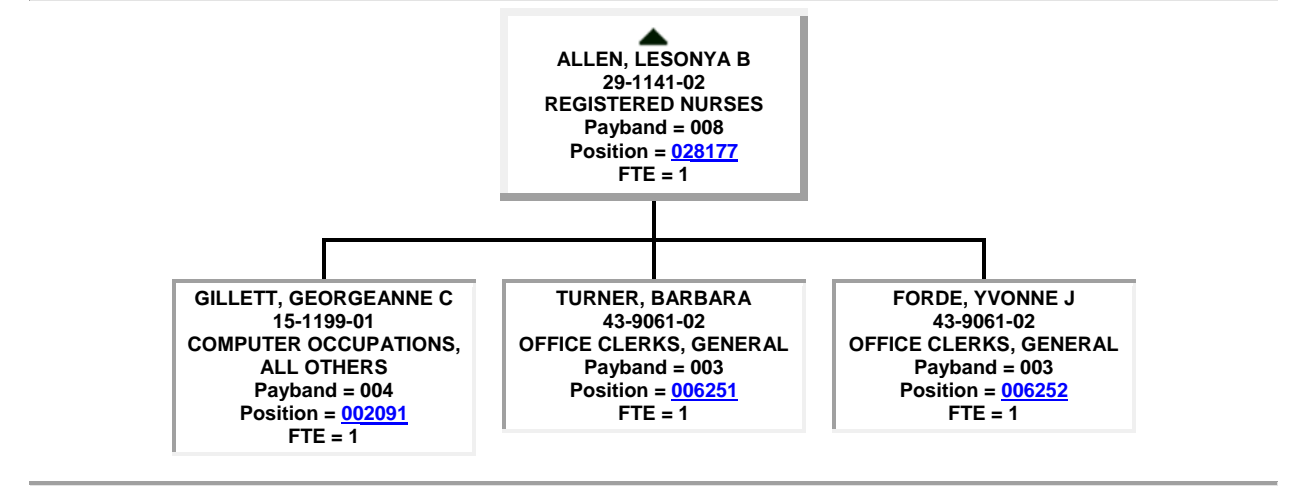 ALLEN, LESONYA B
29-1141-02
REGISTERED NURSES
Payband = 008
Position = 028177
FTE = 1
GILLETT, GEORGEANNE C
15-1199-01
COMPUTER OCCUPATIONS,
ALL OTHERS
Payband = 004
Position = 002091
FTE = 1
TURNER, BARBARA
43-9061-02
OFFICE CLERKS, GENERAL
Payband = 003
Position = 006251
FTE = 1
FORDE, YVONNE J
43-9061-02
OFFICE CLERKS, GENERAL
Payband = 003
Position = 006252
FTE = 1